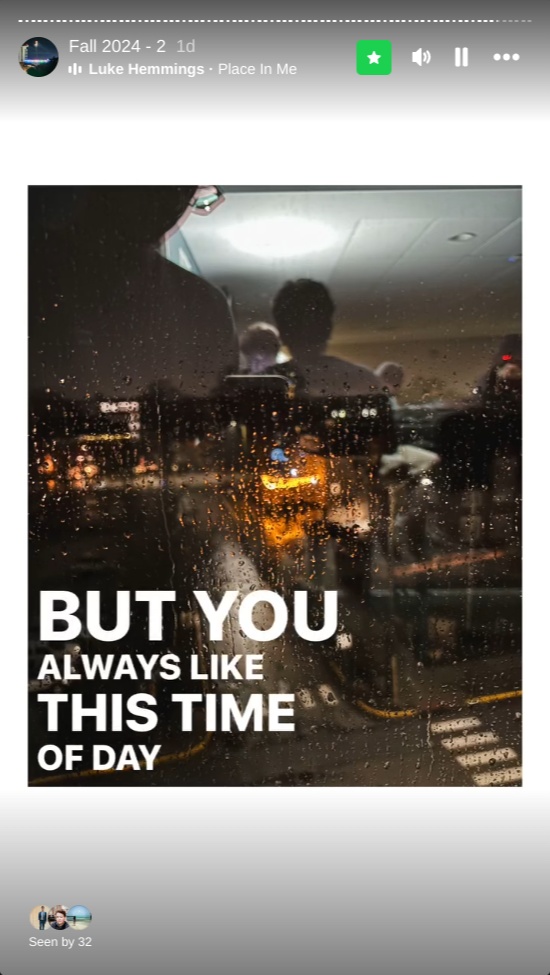 Fall 2024 - 2 1d
Luke Hemmings · Place In Me
BUT YOU
ALWAYS LIKE
THIS TIME
OF DAY
Seen by 32